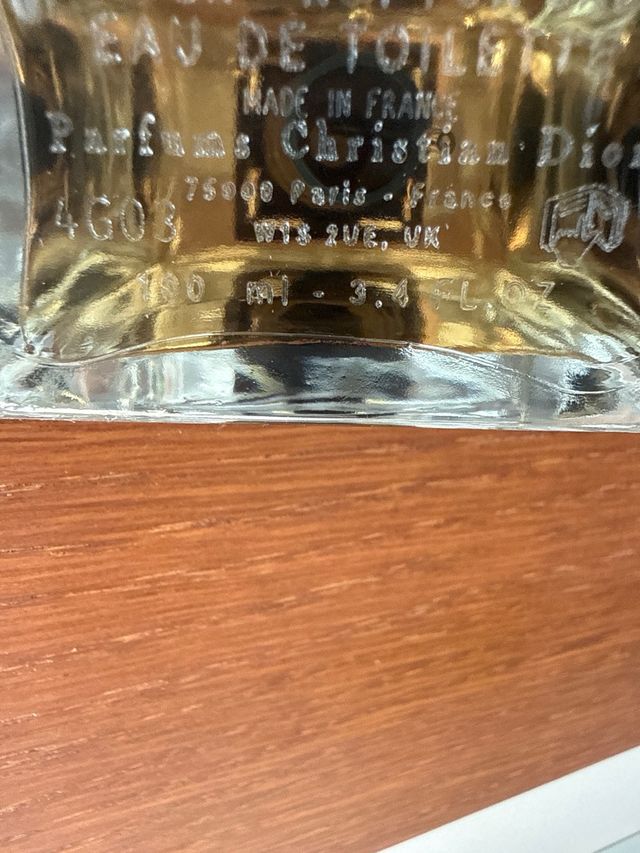 EAU DE TOILETTE
MADE IN FRANCE
Parfums Christian Dior
75000 Paris - France
4G03
W1S 2UE, UK
100 ml - 3.4 FL.OZ